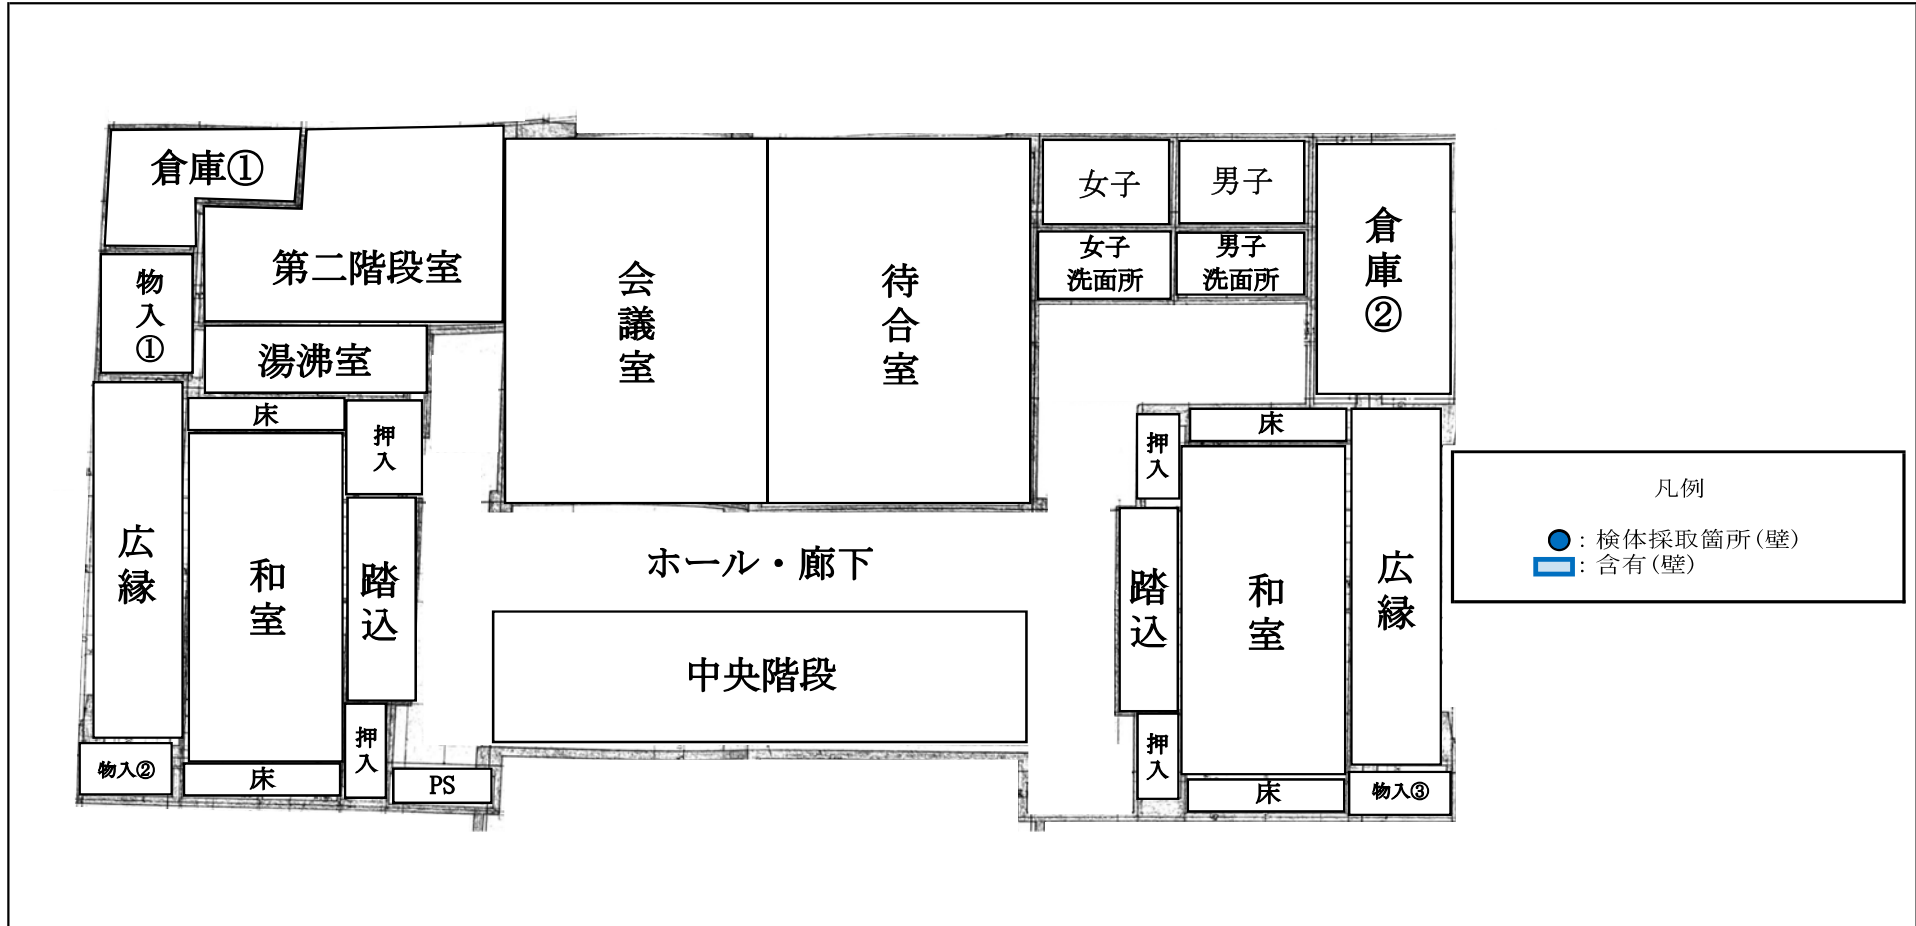 倉庫①
第二階段室
物入①
湯沸室
床
押入
広縁
和室
踏込
押入
物入②
床
PS
会議室
待合室
ホール・廊下
中央階段
女子
男子
女子
洗面所
男子
洗面所
倉庫②
押入
床
踏込
和室
広縁
押入
床
物入③
凡例
：検体採取箇所(壁)
：含有(壁)